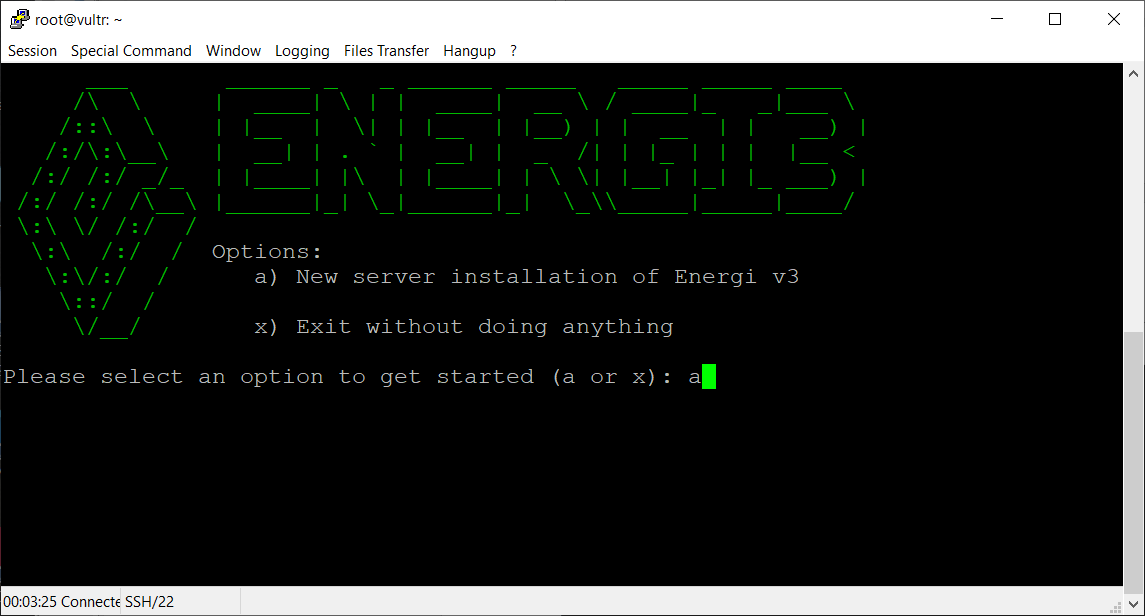 root@vultr: ~
Session Special Command Window Logging Files Transfer Hangup ?
ENERGI3
Options:
a) New server installation of Energi v3
x) Exit without doing anything
Please select an option to get started (a or x): a
00:03:25 Connecte SSH/22